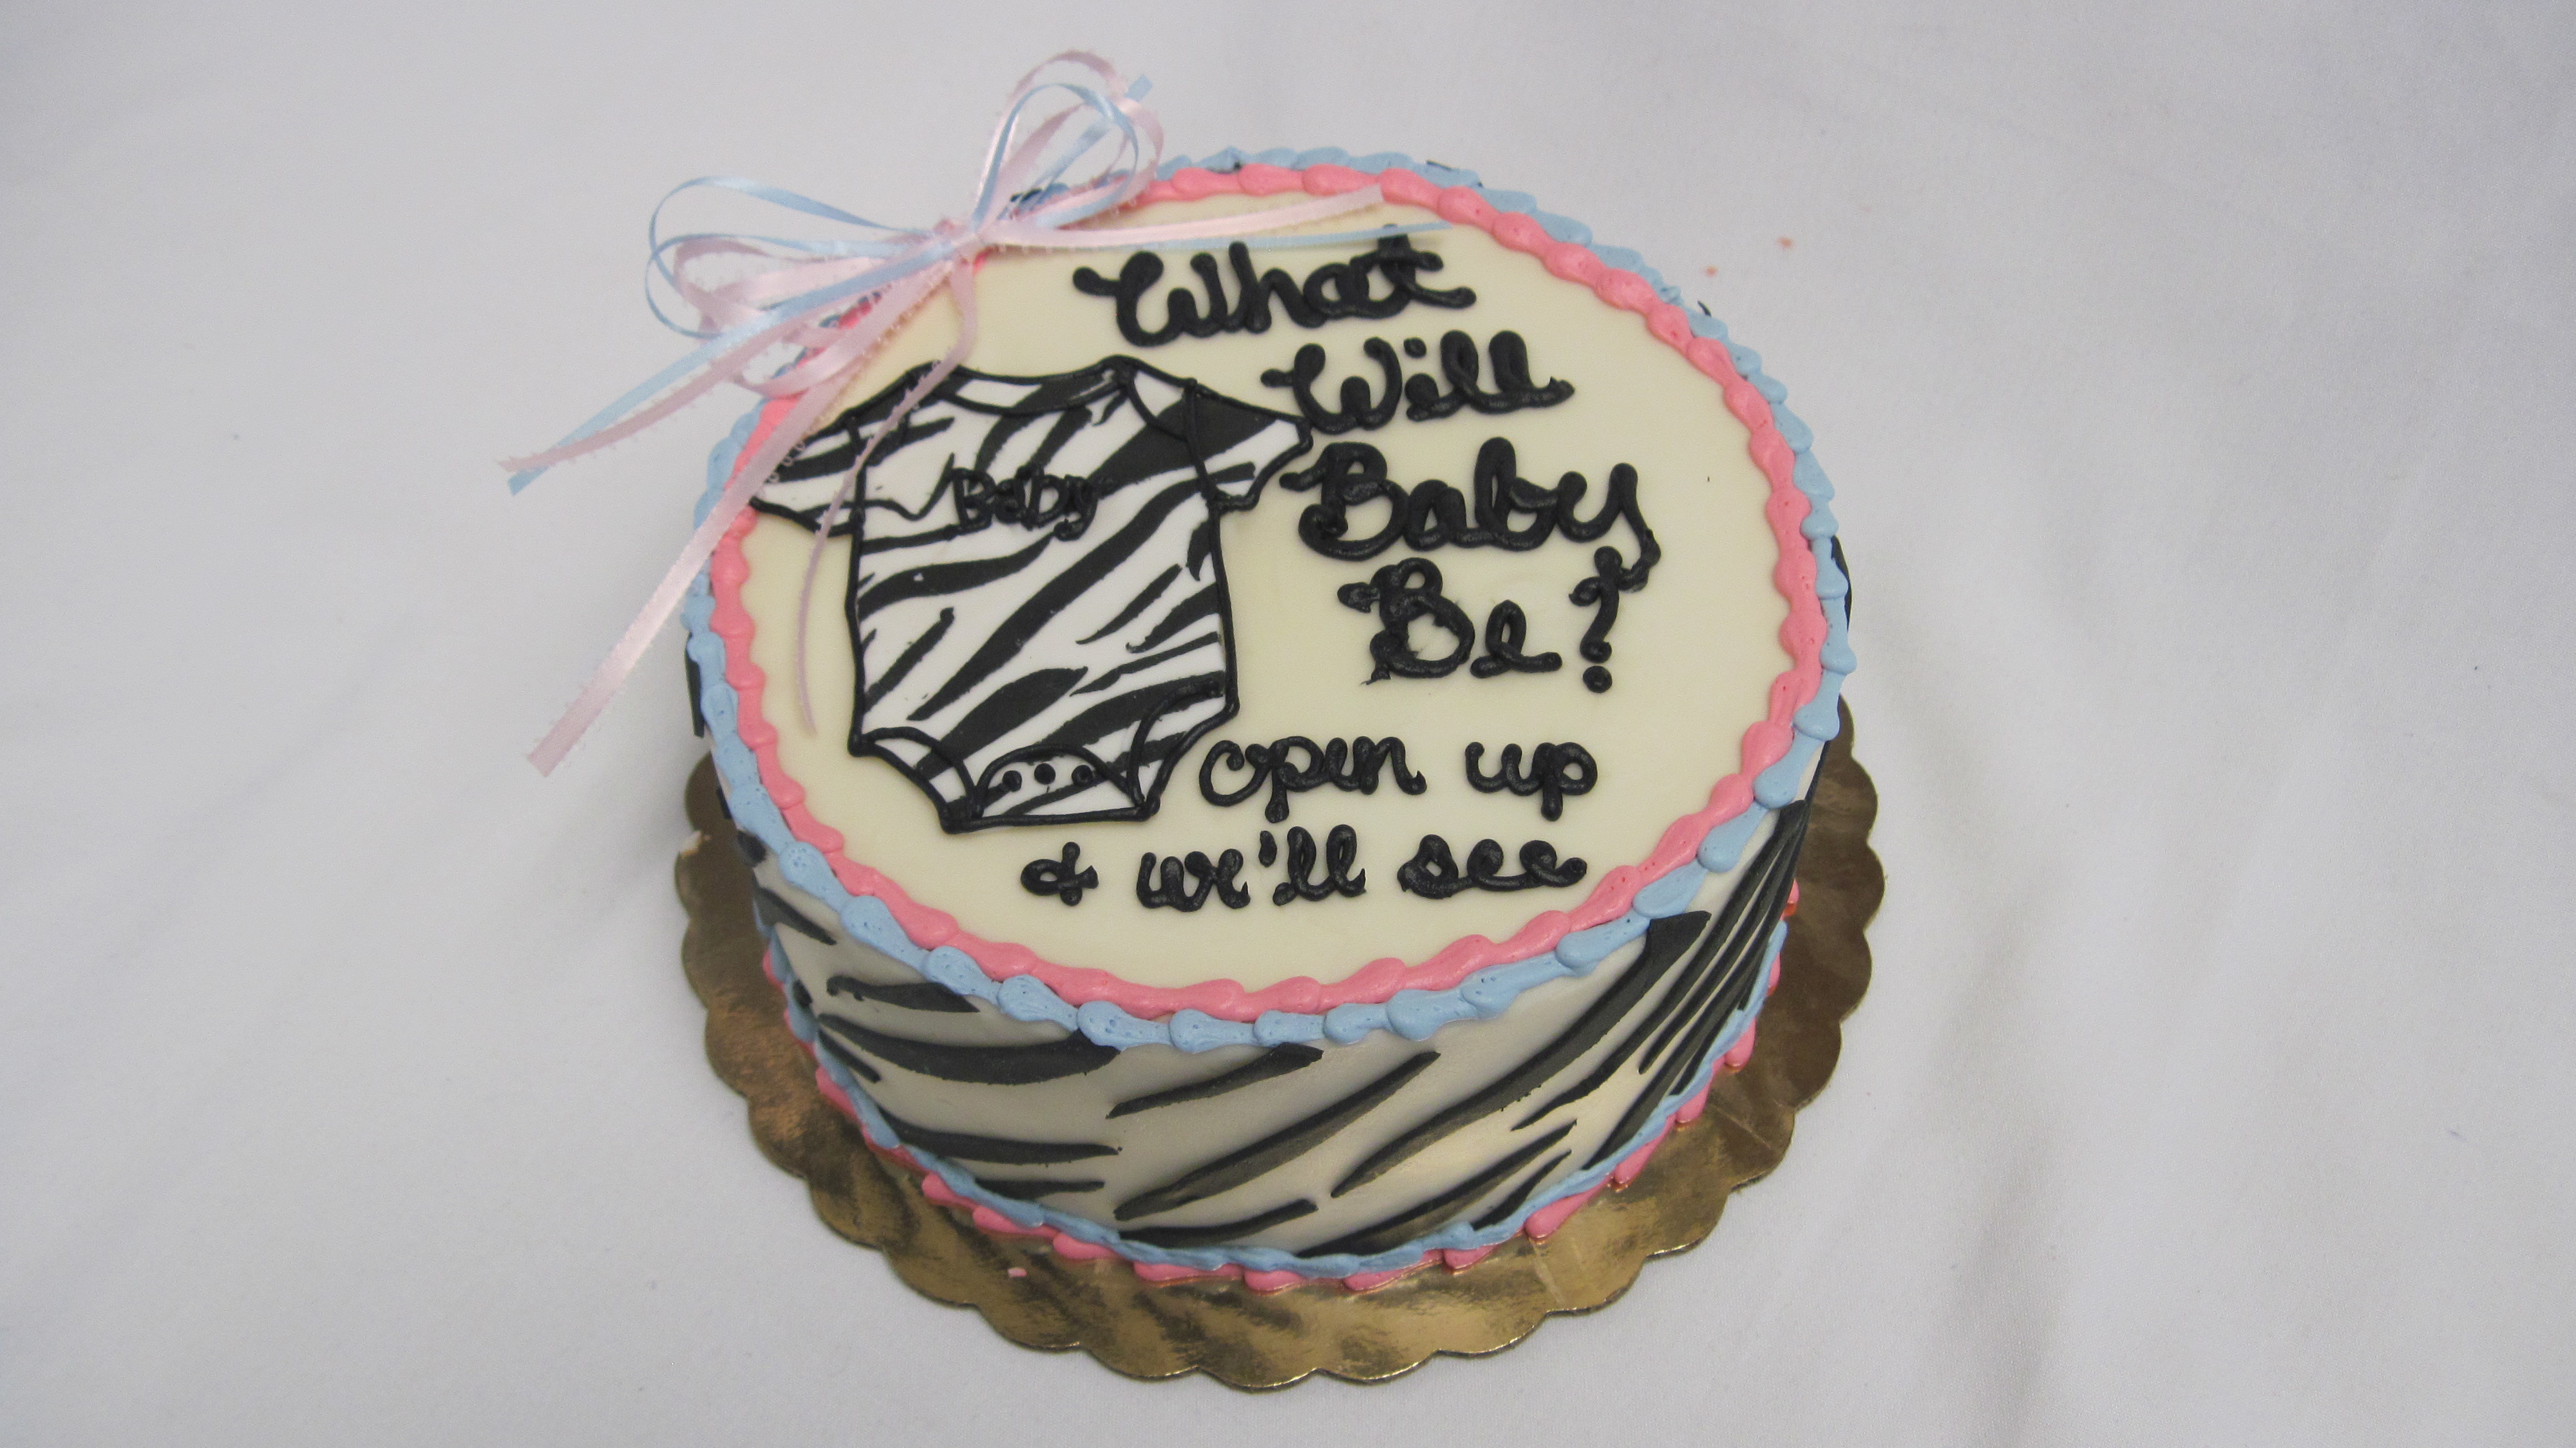 What
Will
Baby
Be?
Baby
open up
& we'll see